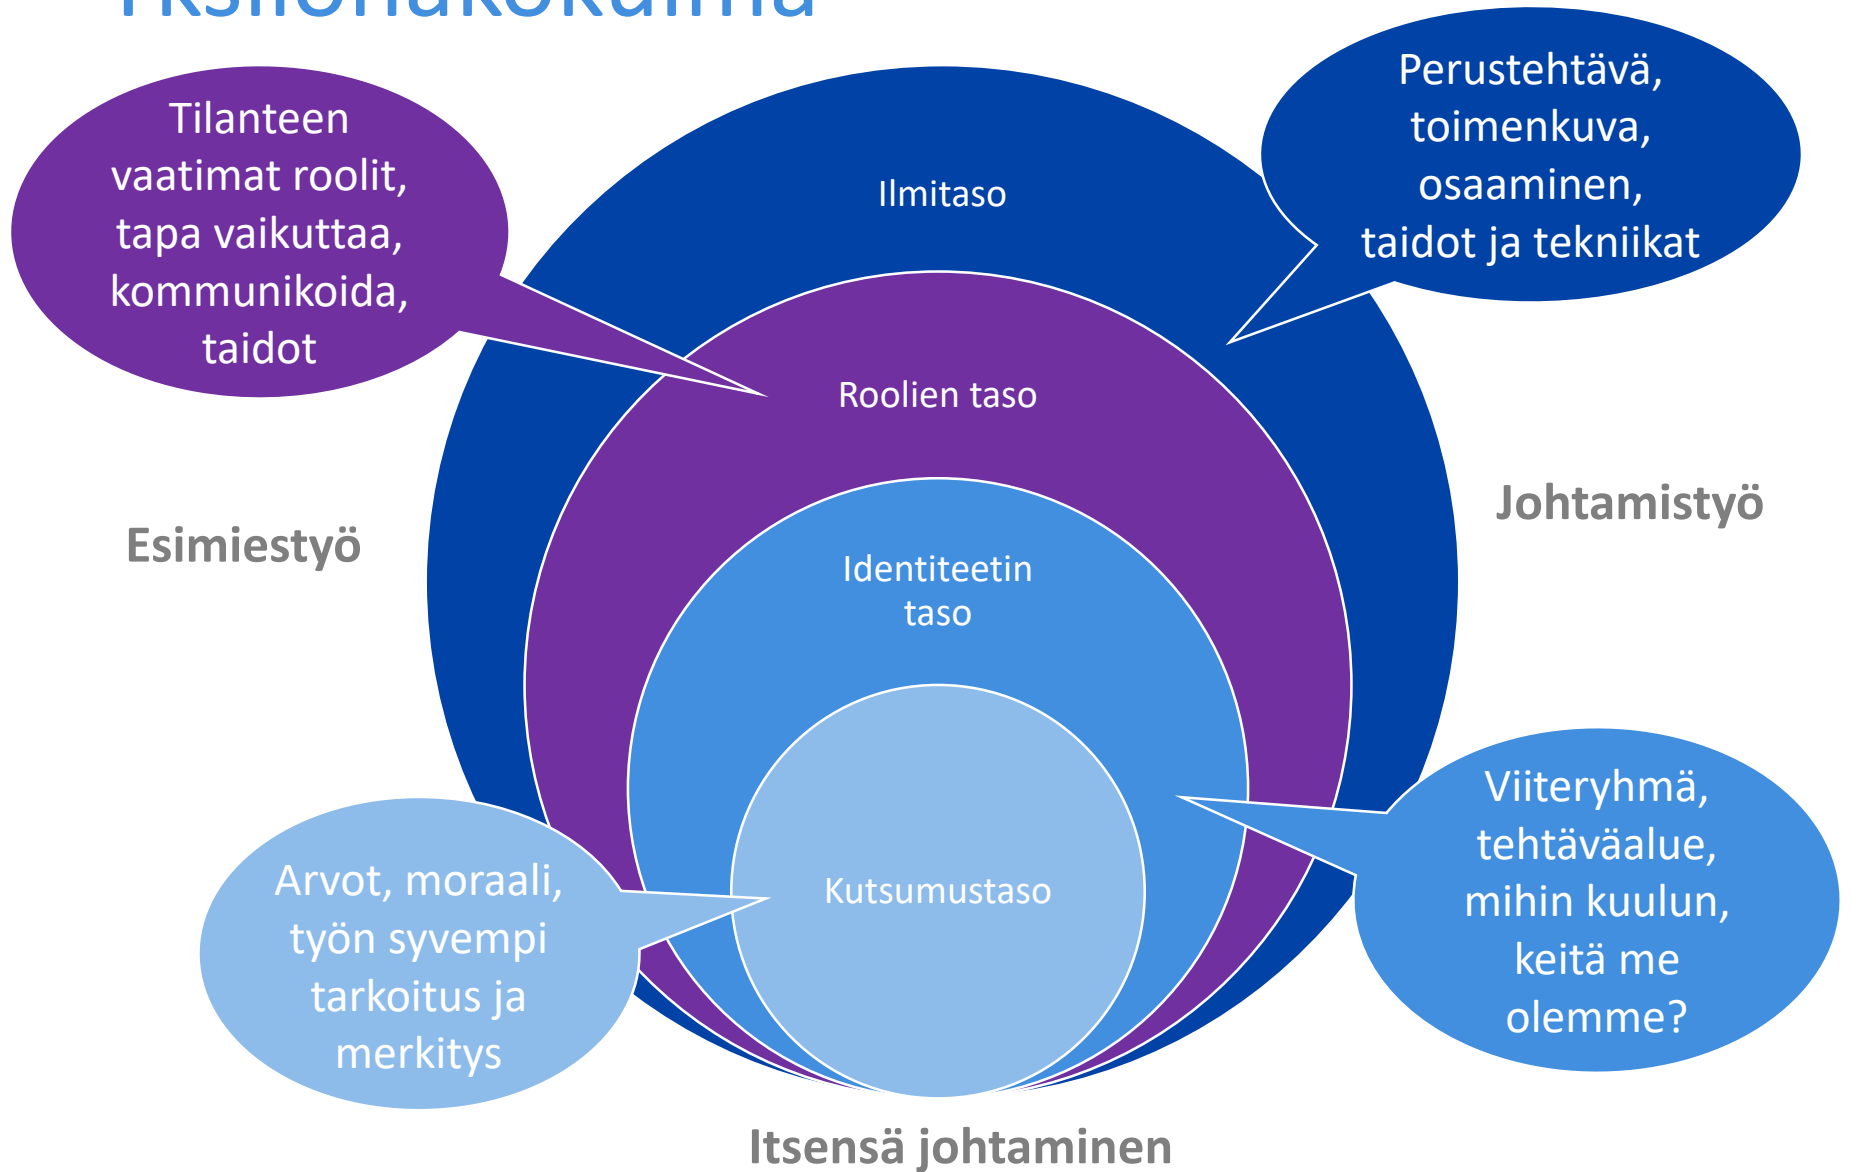 Yksilönäkökulma
Tilanteen
vaatimat roolit,
tapa vaikuttaa,
kommunikoida,
taidot
Perustehtävä,
toimenkuva,
osaaminen,
taidot ja tekniikat
Ilmitaso
Roolien taso
Esimiestyö
Johtamistyö
Identiteetin
taso
Kutsumustaso
Arvot, moraali,
työn syvempi
tarkoitus ja
merkitys
Viiteryhmä,
tehtäväalue,
mihin kuulun,
keitä me
olemme?
Itsensä johtaminen